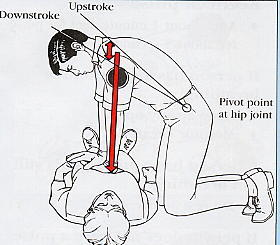 Upstroke
Downstroke
Pivot point
at hip joint